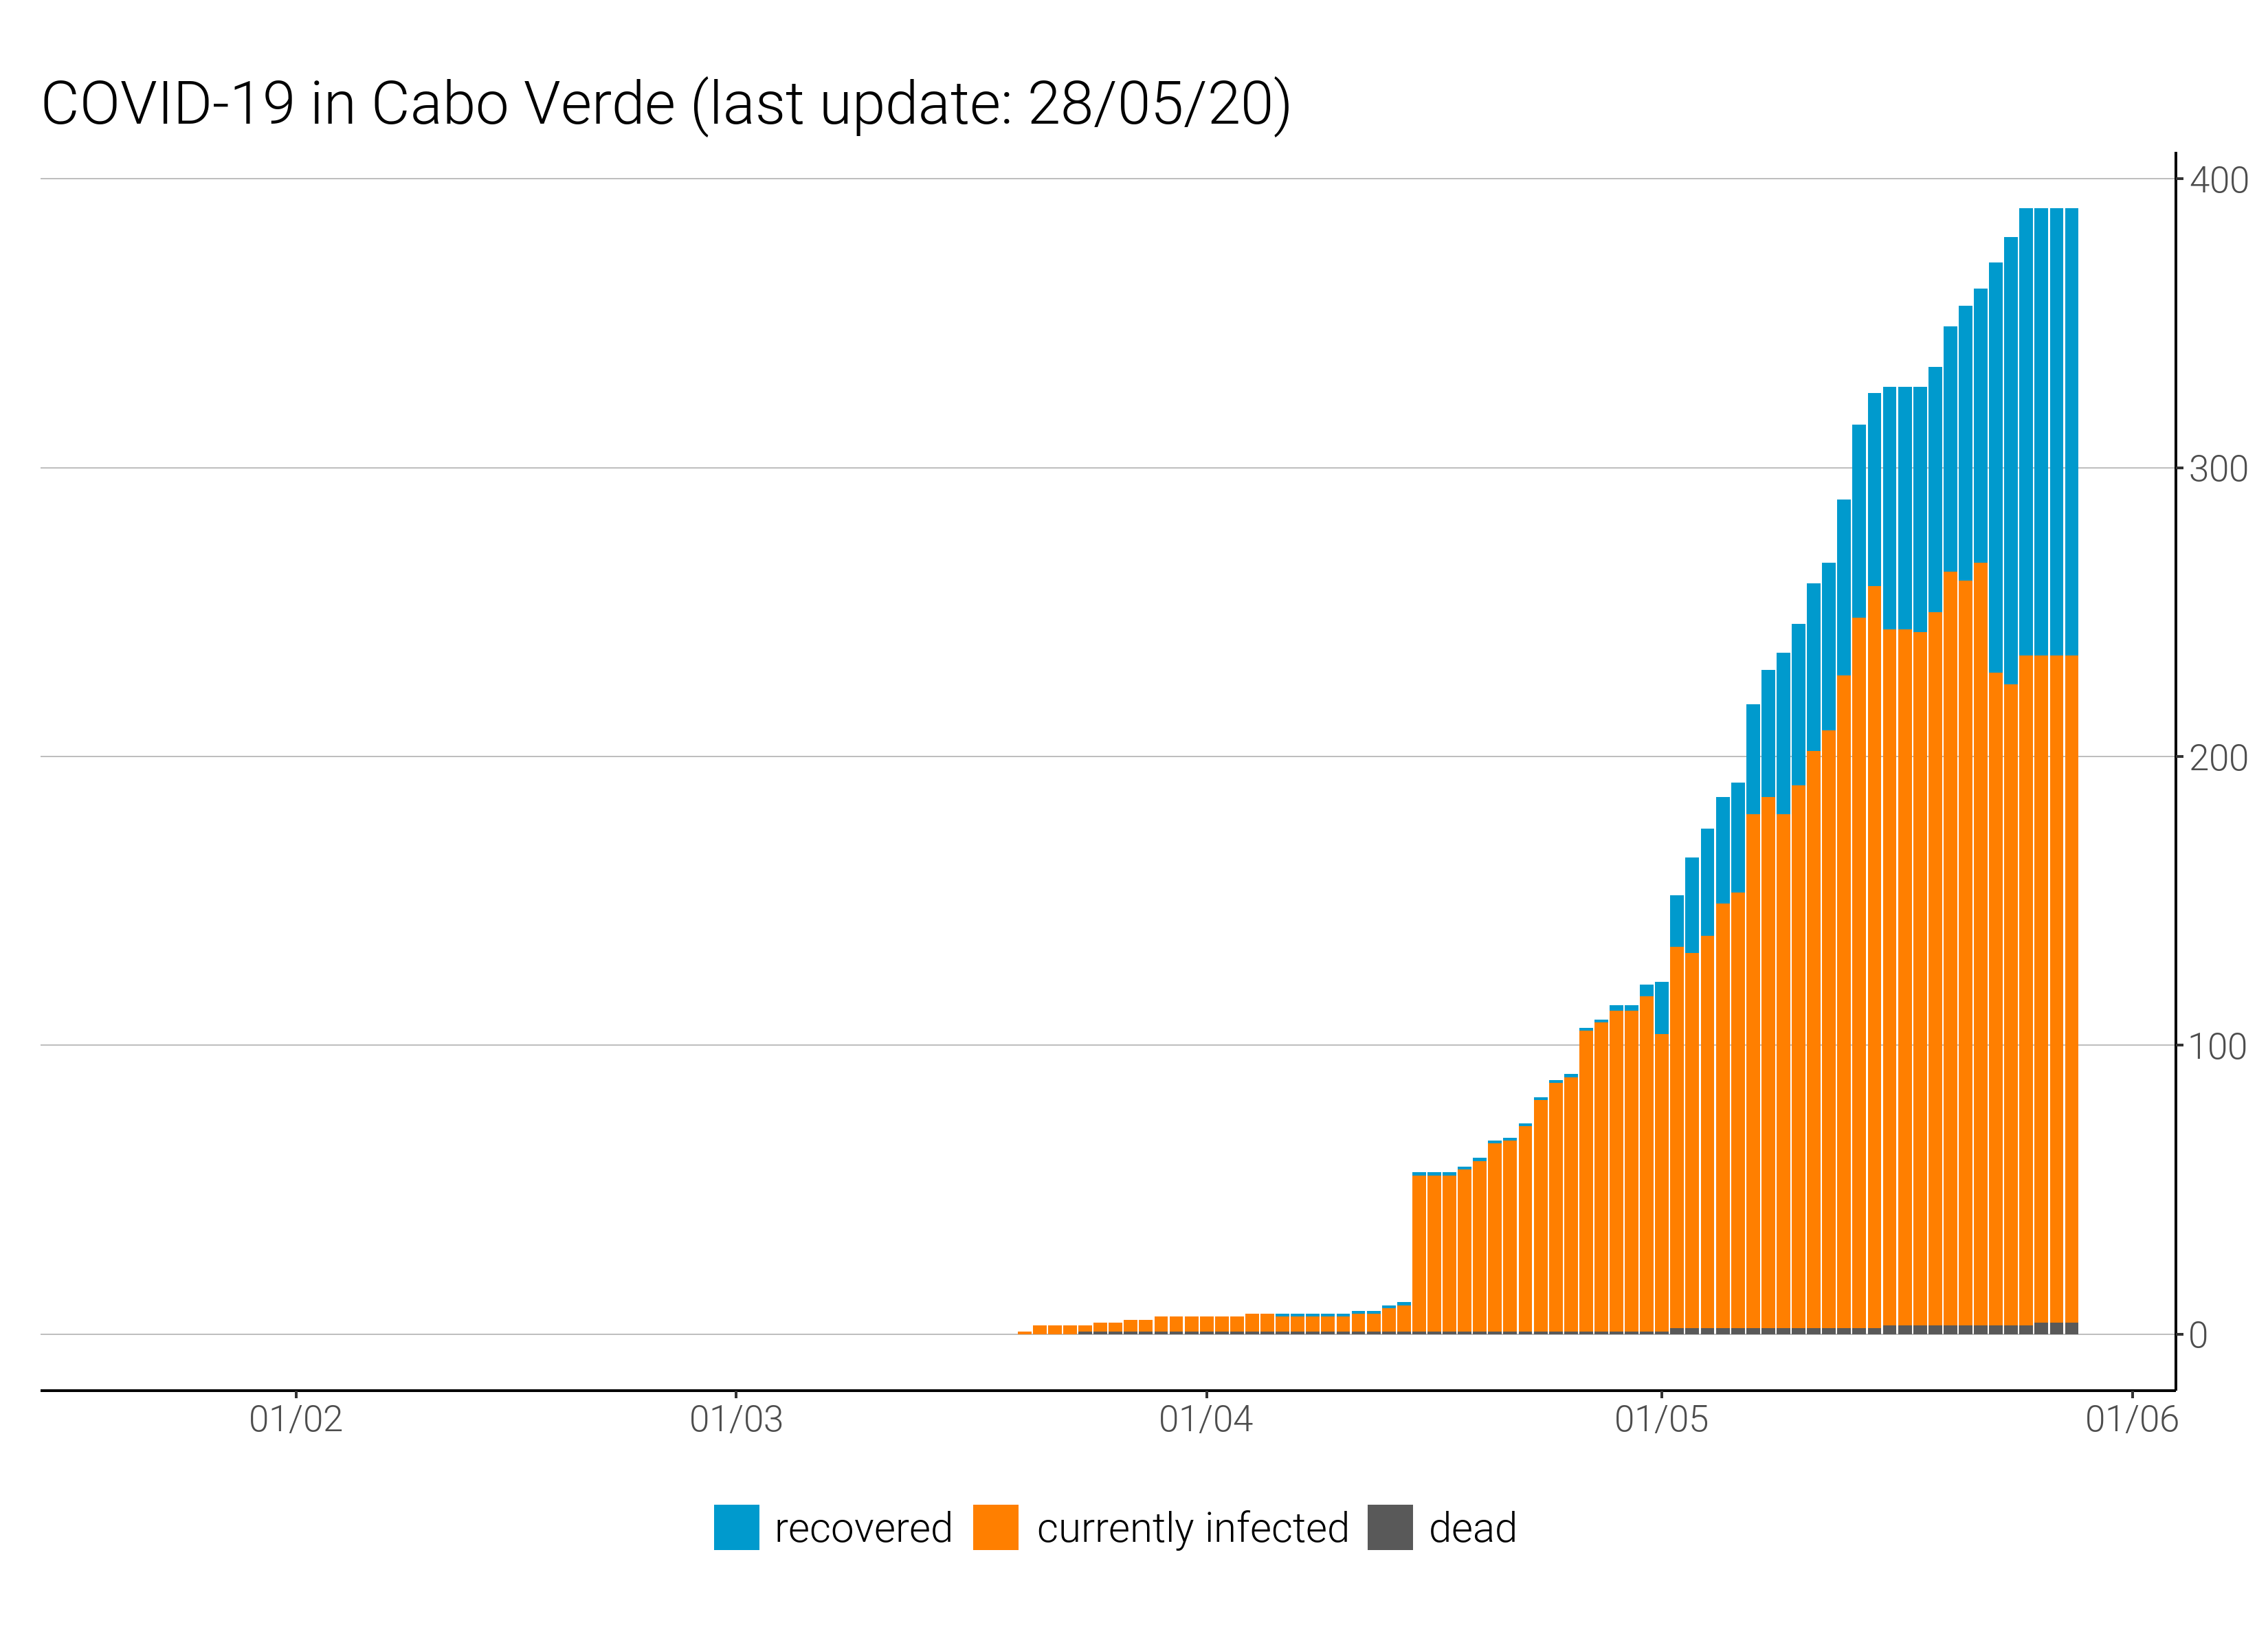 COVID-19 in Cabo Verde (last update: 28/05/20)
400
300
200
100
0
01/02 01/03 01/04 01/05 01/06
recovered currently infected dead